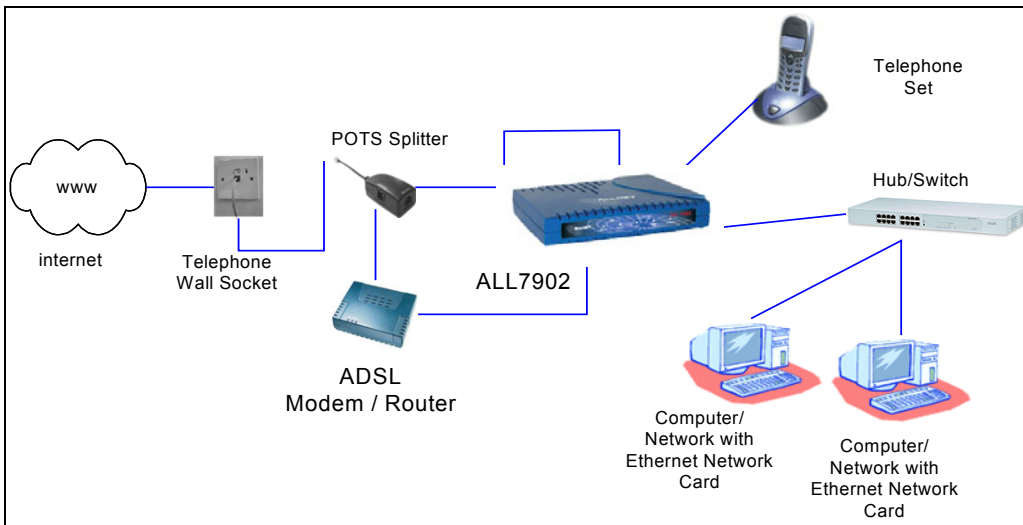 Telephone
Set
POTS Splitter
www
Hub/Switch
internet
Telephone
Wall Socket
ALL7902
ADSL
Modem / Router
Computer/
Network with
Ethernet Network
Card
Computer/
Network with
Ethernet Network
Card